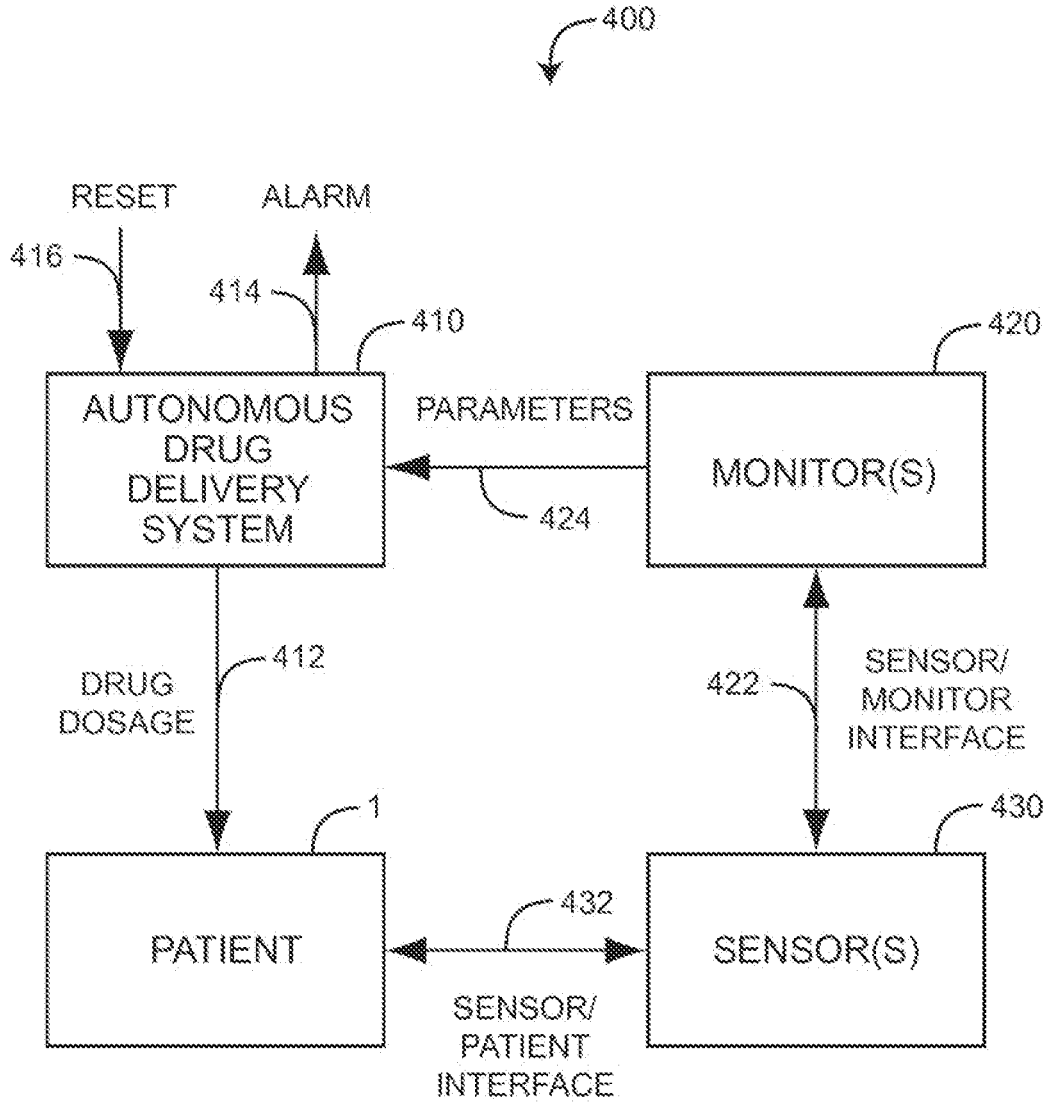 400
RESET
ALARM
416
414
410
420
AUTONOMOUS
DRUG
DELIVERY
SYSTEM
PARAMETERS
424
MONITOR(S)
DRUG
DOSAGE
412
422
SENSOR/
MONITOR
INTERFACE
1
430
PATIENT
432
SENSOR(S)
SENSOR/
PATIENT
INTERFACE